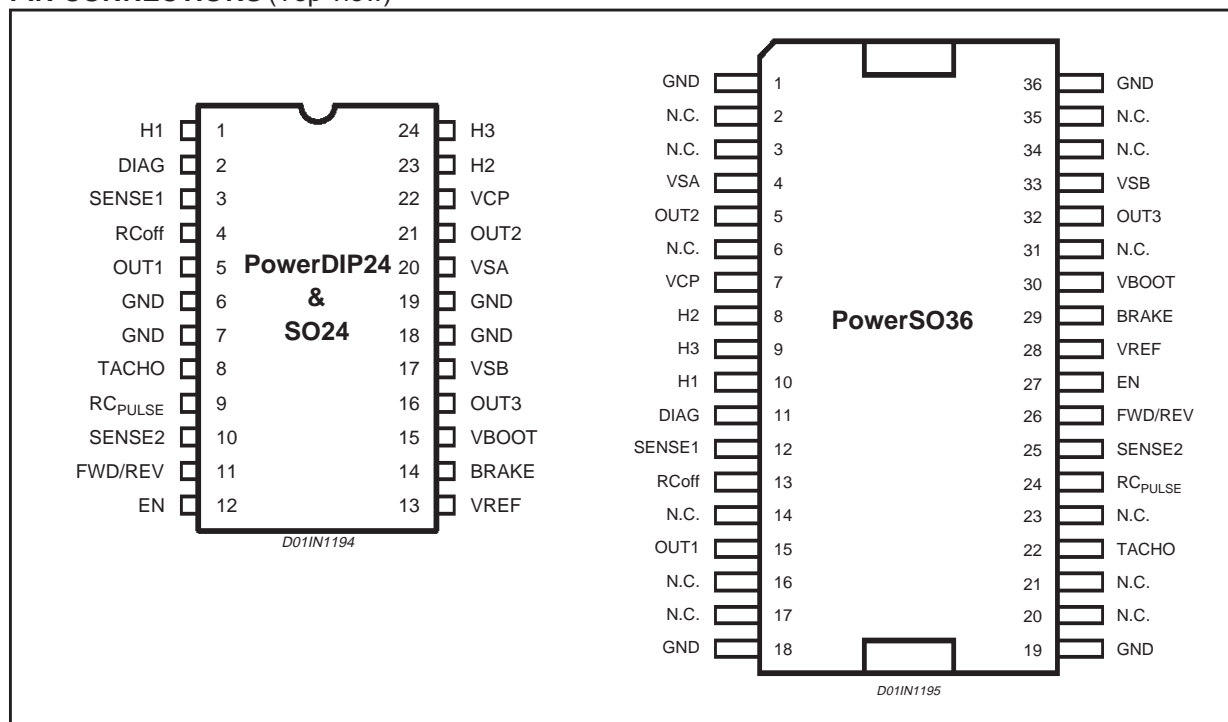 PIN CONNECTIONS (Top view)
H1 1 24 H3
DIAG 2 23 H2
SENSE1 3 22 VCP
RCoff 4 21 OUT2
OUT1 5 PowerDIP24 20 VSA
GND 6 & 19 GND
GND 7 SO24 18 GND
TACHO 8 17 VSB
RCPULSE 9 16 OUT3
SENSE2 10 15 VBOOT
FWD/REV 11 14 BRAKE
EN 12 13 VREF
D01IN1194
GND 1 36 GND
N.C. 2 35 N.C.
N.C. 3 34 N.C.
VSA 4 33 VSB
OUT2 5 32 OUT3
N.C. 6 31 N.C.
VCP 7 30 VBOOT
H2 8 PowerSO36 29 BRAKE
H3 9 28 VREF
H1 10 27 EN
DIAG 11 26 FWD/REV
SENSE1 12 25 SENSE2
RCoff 13 24 RCPULSE
N.C. 14 23 N.C.
OUT1 15 22 TACHO
N.C. 16 21 N.C.
N.C. 17 20 N.C.
GND 18 19 GND
D01IN1195